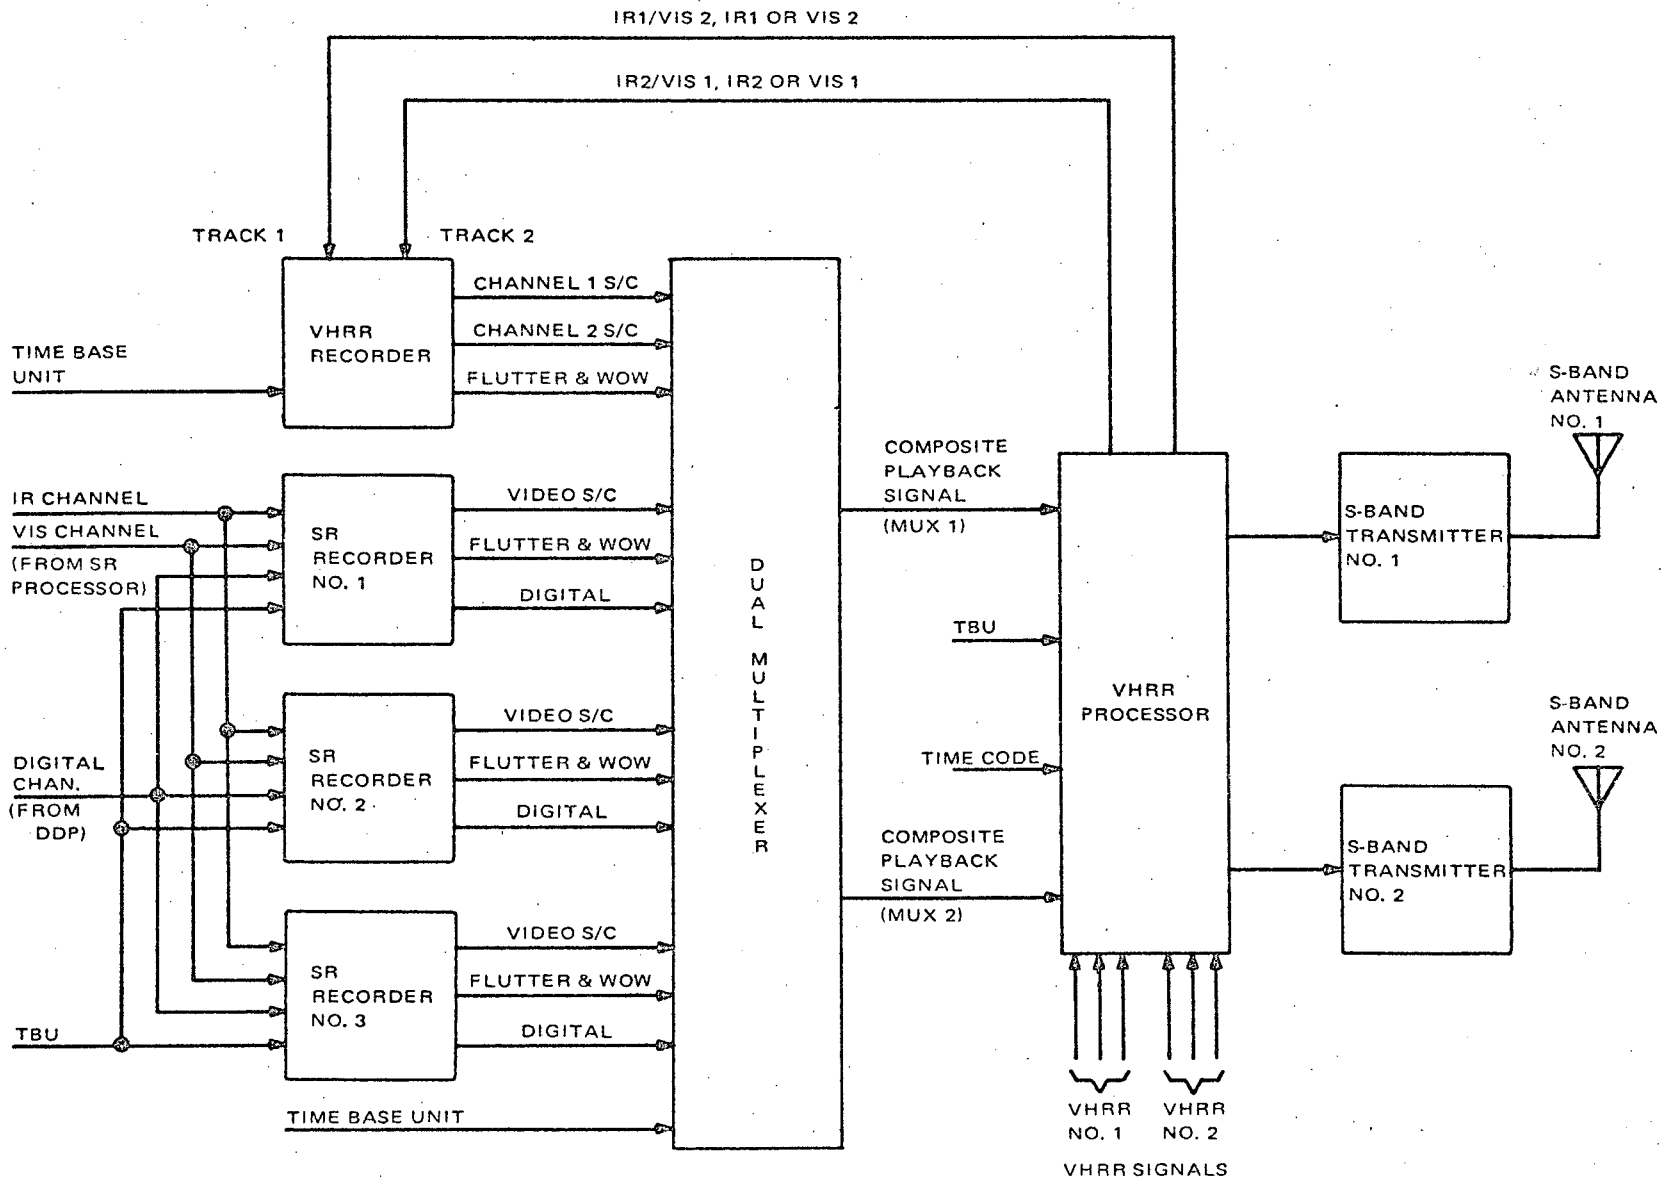 IR1/VIS 2, IR1 OR VIS 2
IR2/VIS 1, IR2 OR VIS 1
TRACK 1
TRACK 2
VHRR
RECORDER
CHANNEL 1 S/C
CHANNEL 2 S/C
FLUTTER & WOW
TIME BASE
UNIT
IR CHANNEL
VIS CHANNEL
(FROM SR
PROCESSOR)
SR
RECORDER
NO. 1
VIDEO S/C
FLUTTER & WOW
DIGITAL
DIGITAL
CHAN.
(FROM
DDP)
SR
RECORDER
NO. 2
VIDEO S/C
FLUTTER & WOW
DIGITAL
TBU
SR
RECORDER
NO. 3
VIDEO S/C
FLUTTER & WOW
DIGITAL
TIME BASE UNIT
DUAL MULTIPLEXER
COMPOSITE
PLAYBACK
SIGNAL
(MUX 1)
TBU
TIME CODE
COMPOSITE
PLAYBACK
SIGNAL
(MUX 2)
VHRR
PROCESSOR
VHRR
NO. 1
VHRR
NO. 2
VHRR SIGNALS
S-BAND
TRANSMITTER
NO. 1
S-BAND
ANTENNA
NO. 1
S-BAND
TRANSMITTER
NO. 2
S-BAND
ANTENNA
NO. 2